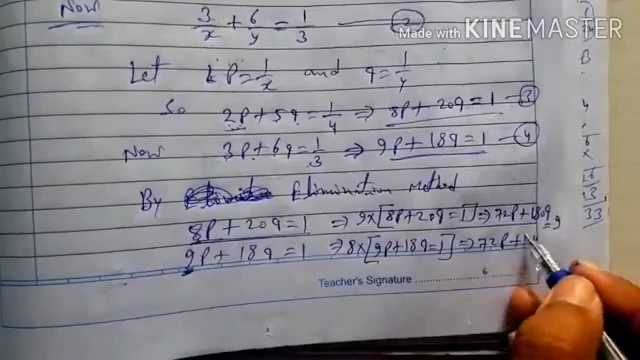 Now
3/x + 6/y = 1/3 — 2
Made with KINEMASTER
Let P = 1/x and q = 1/y
So 2P + 5q = 1/4 ⇒ 8P + 20q = 1 — 3
Now 3P + 6q = 1/3 ⇒ 9P + 18q = 1 — 4
By Elimination Method
8P + 20q = 1 ⇒ 9×[8P+20q=1] ⇒ 72P+180q = 9
9P + 18q = 1 ⇒ 8×[9P+18q=1] ⇒ 72P+
Teacher's Signature
6